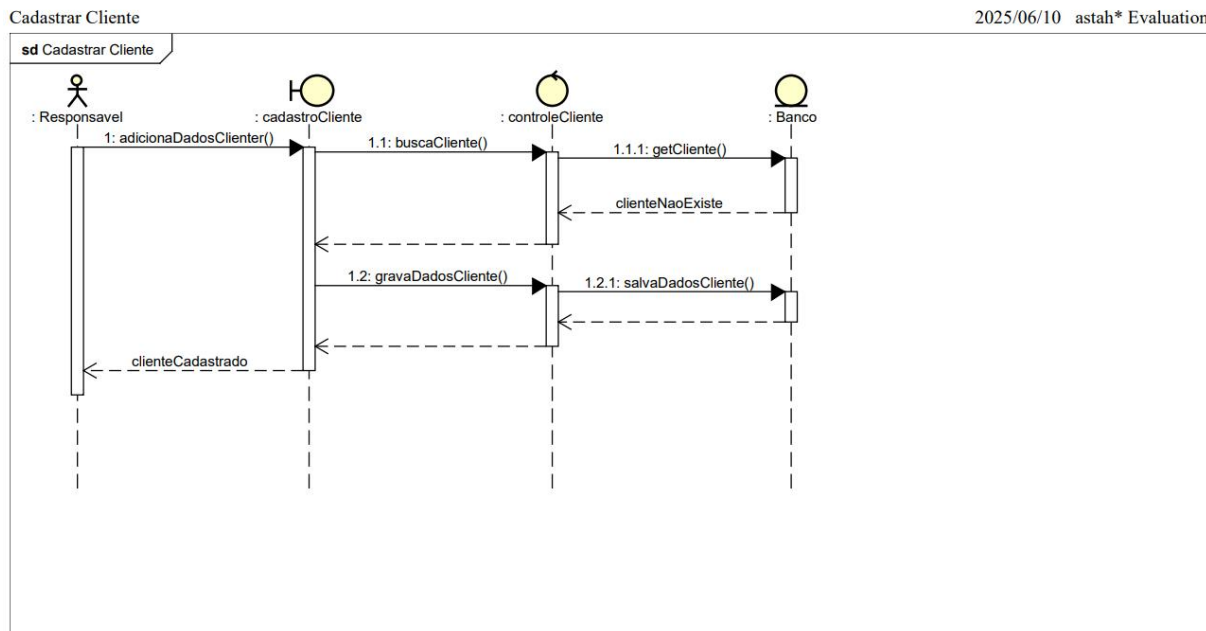 Cadastrar Cliente
2025/06/10 astah* Evaluation
sd Cadastrar Cliente
: Responsavel
: cadastroCliente
: controleCliente
: Banco
1: adicionaDadosClienter()
1.1: buscaCliente()
1.1.1: getCliente()
clienteNaoExiste
1.2: gravaDadosCliente()
1.2.1: salvaDadosCliente()
clienteCadastrado